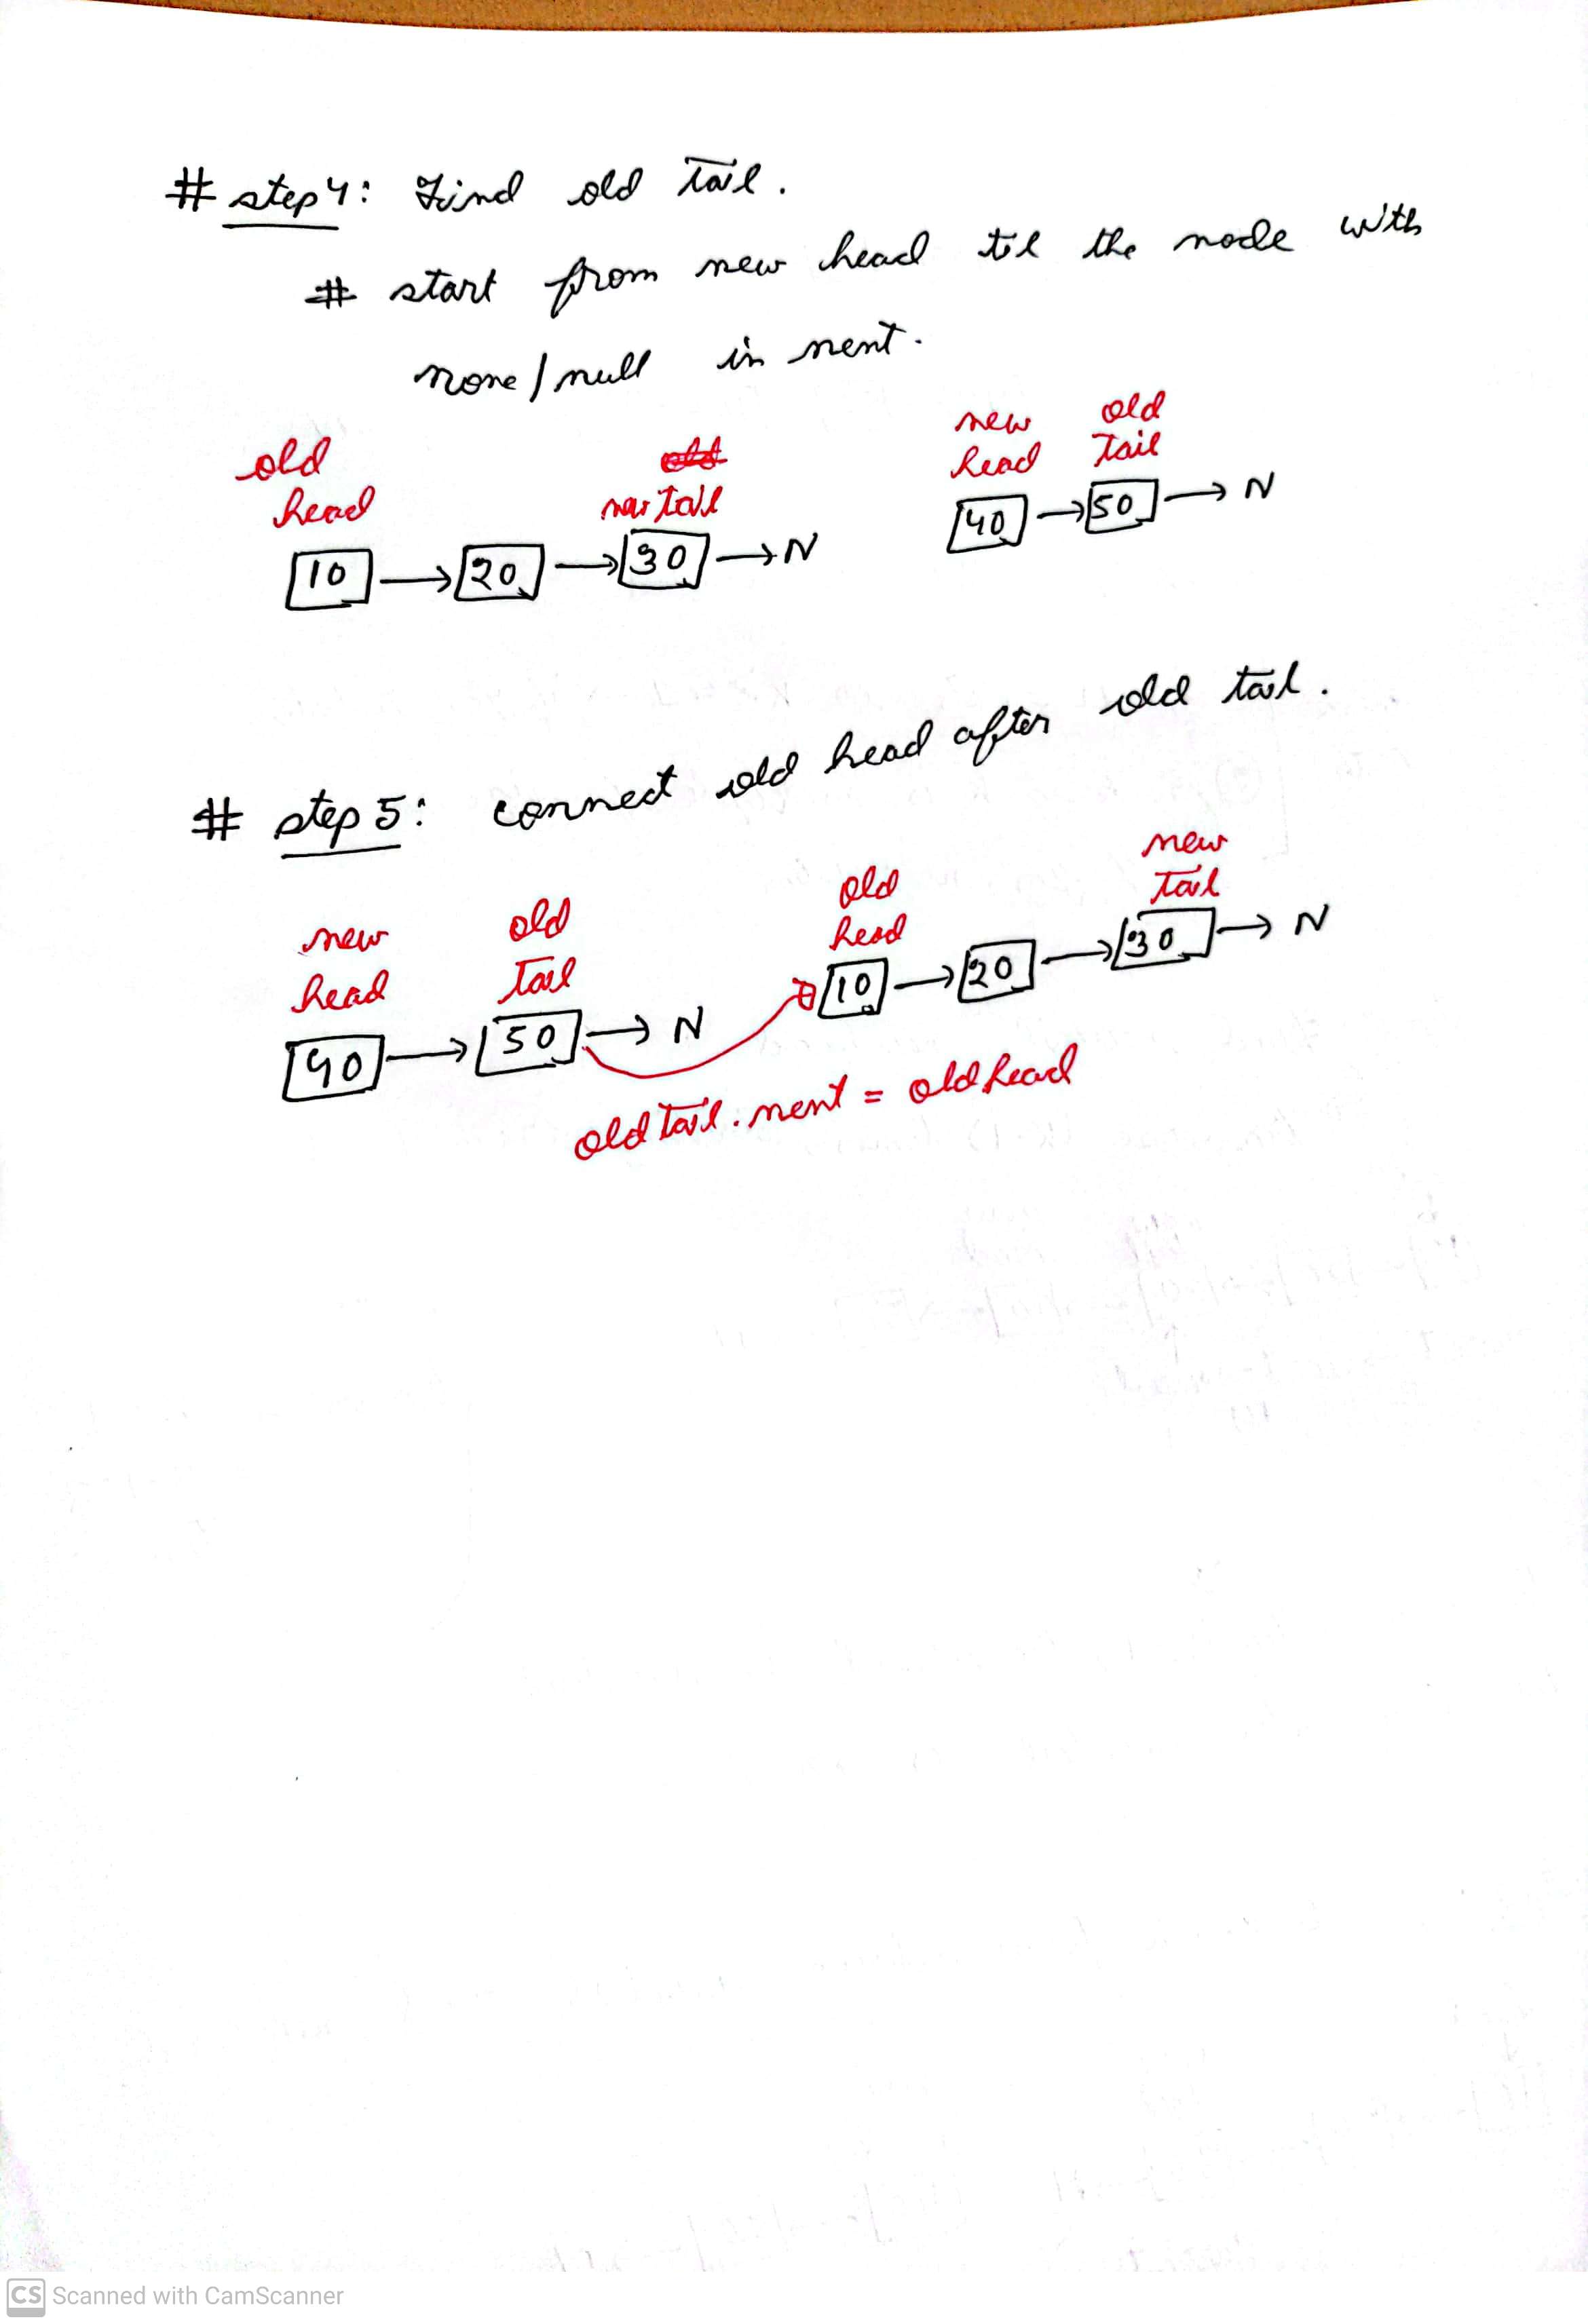 # step 4: Find old tail.
# start from new head til the node with
none/null in next.
old head
old
new tail
new head
old tail
10 → 20 → 30 → N
40 → 50 → N
# step 5: connect old head after old tail.
new head
old tail
old head
new tail
40 → 50 → N
10 → 20 → 30 → N
old tail.next = old head
CS Scanned with CamScanner